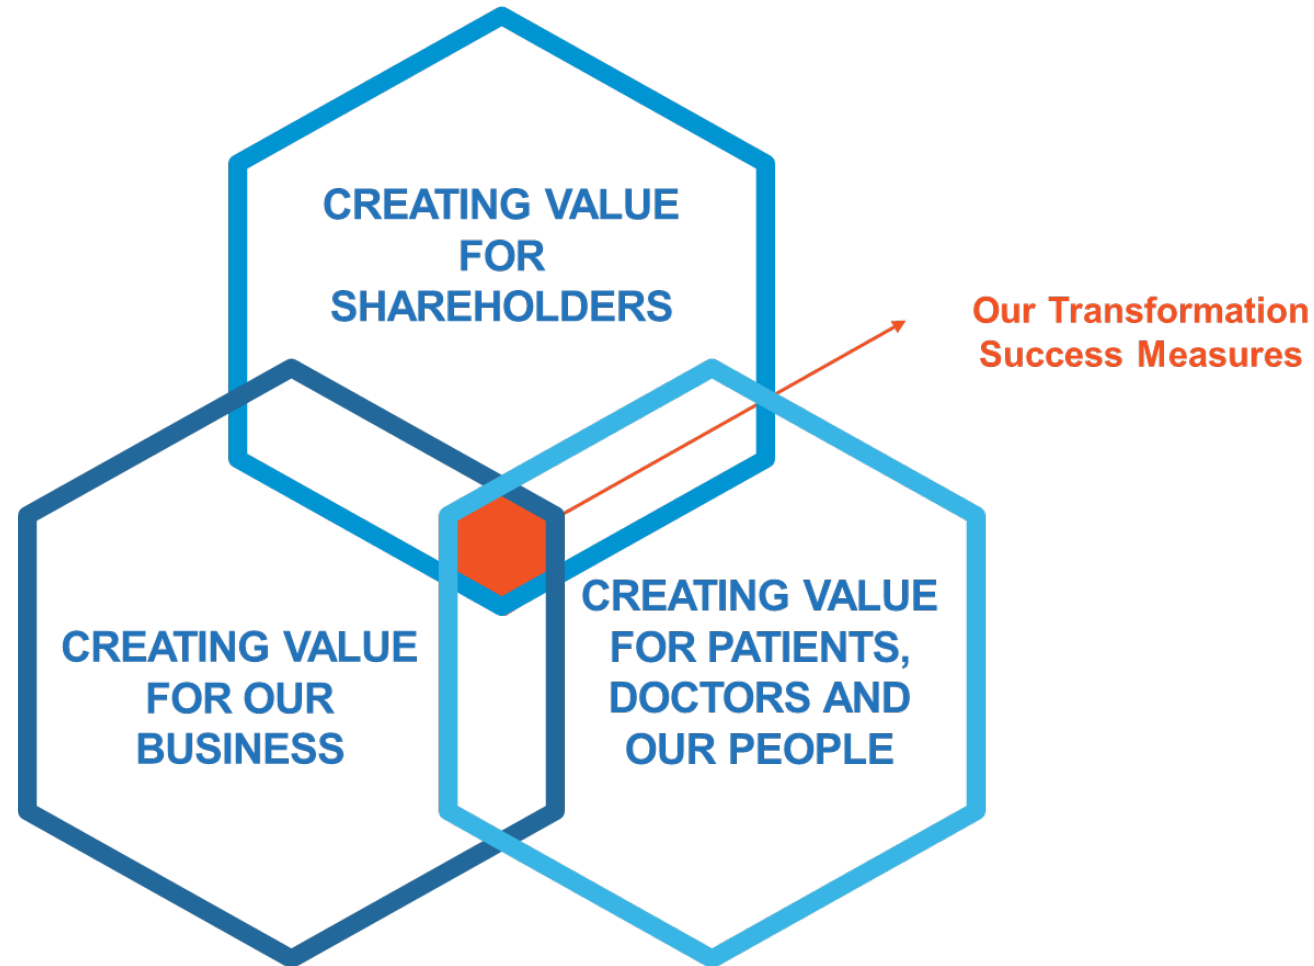 CREATING VALUE
FOR
SHAREHOLDERS
Our Transformation
Success Measures
CREATING VALUE
FOR OUR
BUSINESS
CREATING VALUE
FOR PATIENTS,
DOCTORS AND
OUR PEOPLE